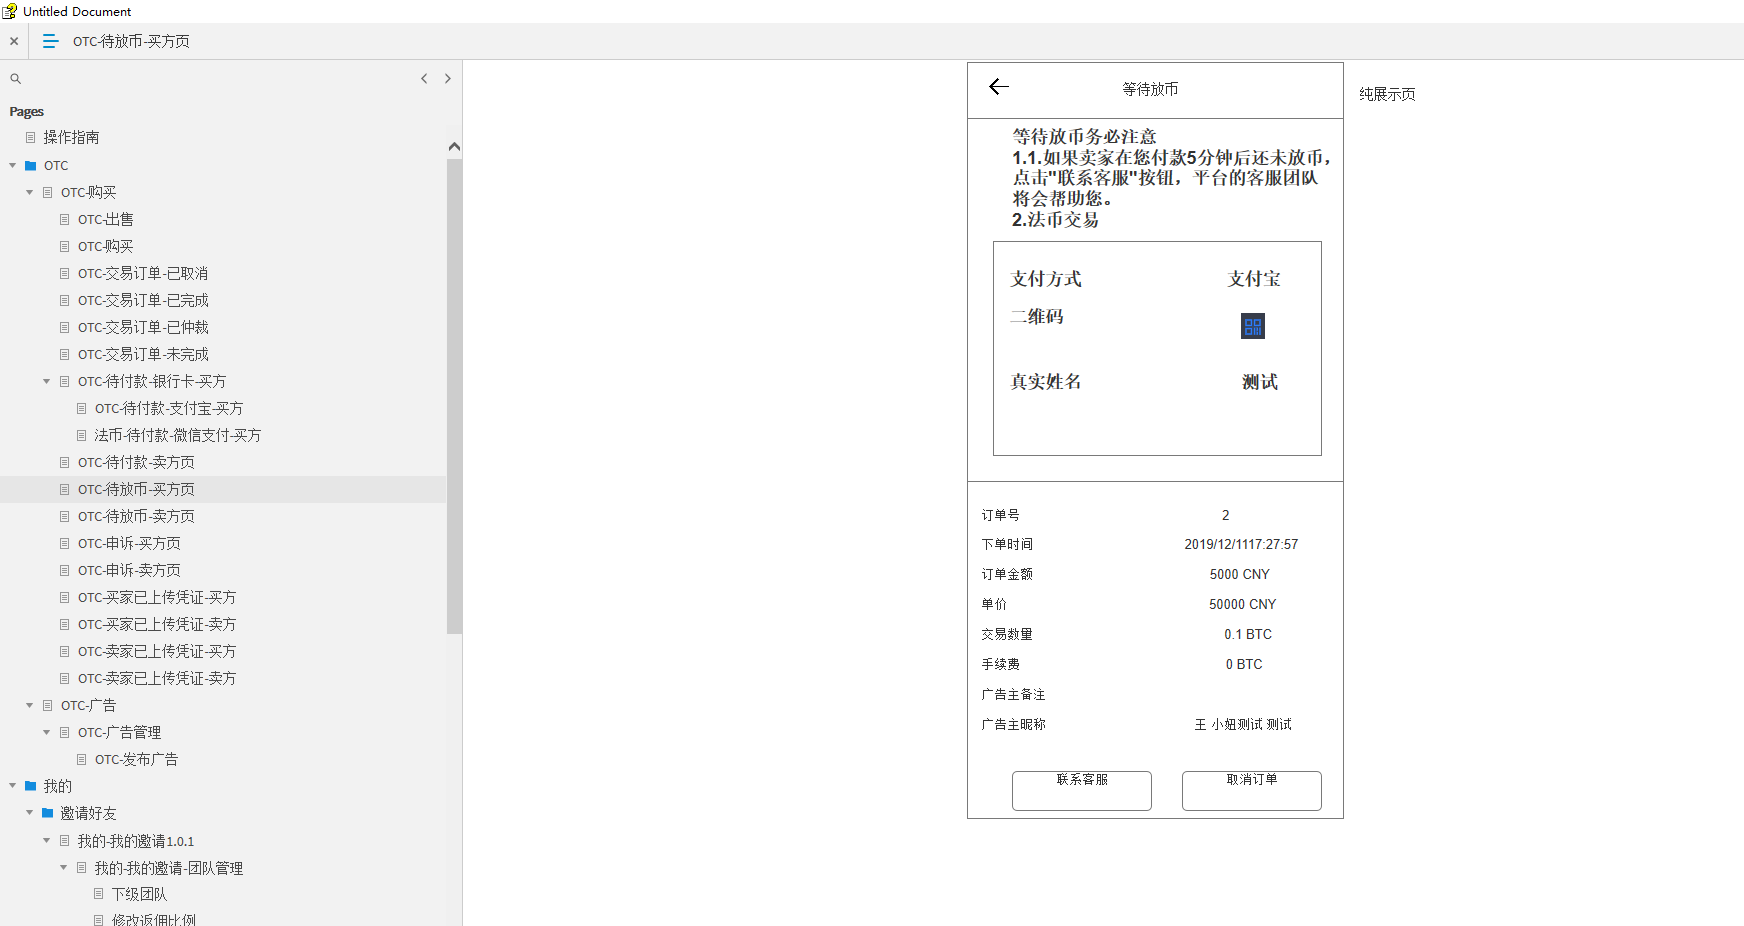 Untitled Document
OTC-待放币-买方页
Pages
操作指南
OTC
OTC-购买
OTC-出售
OTC-购买
OTC-交易订单-已取消
OTC-交易订单-已完成
OTC-交易订单-已仲裁
OTC-交易订单-未完成
OTC-待付款-银行卡-买方
OTC-待付款-支付宝-买方
法币-待付款-微信支付-买方
OTC-待付款-卖方页
OTC-待放币-买方页
OTC-待放币-卖方页
OTC-申诉-买方页
OTC-申诉-卖方页
OTC-买家已上传凭证-买方
OTC-买家已上传凭证-卖方
OTC-卖家已上传凭证-买方
OTC-卖家已上传凭证-卖方
OTC-广告
OTC-广告管理
OTC-发布广告
我的
邀请好友
我的-我的邀请1.0.1
我的-我的邀请-团队管理
下级团队
修改返佣比例
等待放币
纯展示页
等待放币务必注意
1.1.如果卖家在您付款5分钟后还未放币，
点击"联系客服"按钮，平台的客服团队
将会帮助您。
2.法币交易
支付方式 支付宝
二维码
真实姓名 测试
订单号 2
下单时间 2019/12/1117:27:57
订单金额 5000 CNY
单价 50000 CNY
交易数量 0.1 BTC
手续费 0 BTC
广告主备注
广告主昵称 王 小妞测试 测试
联系客服 取消订单